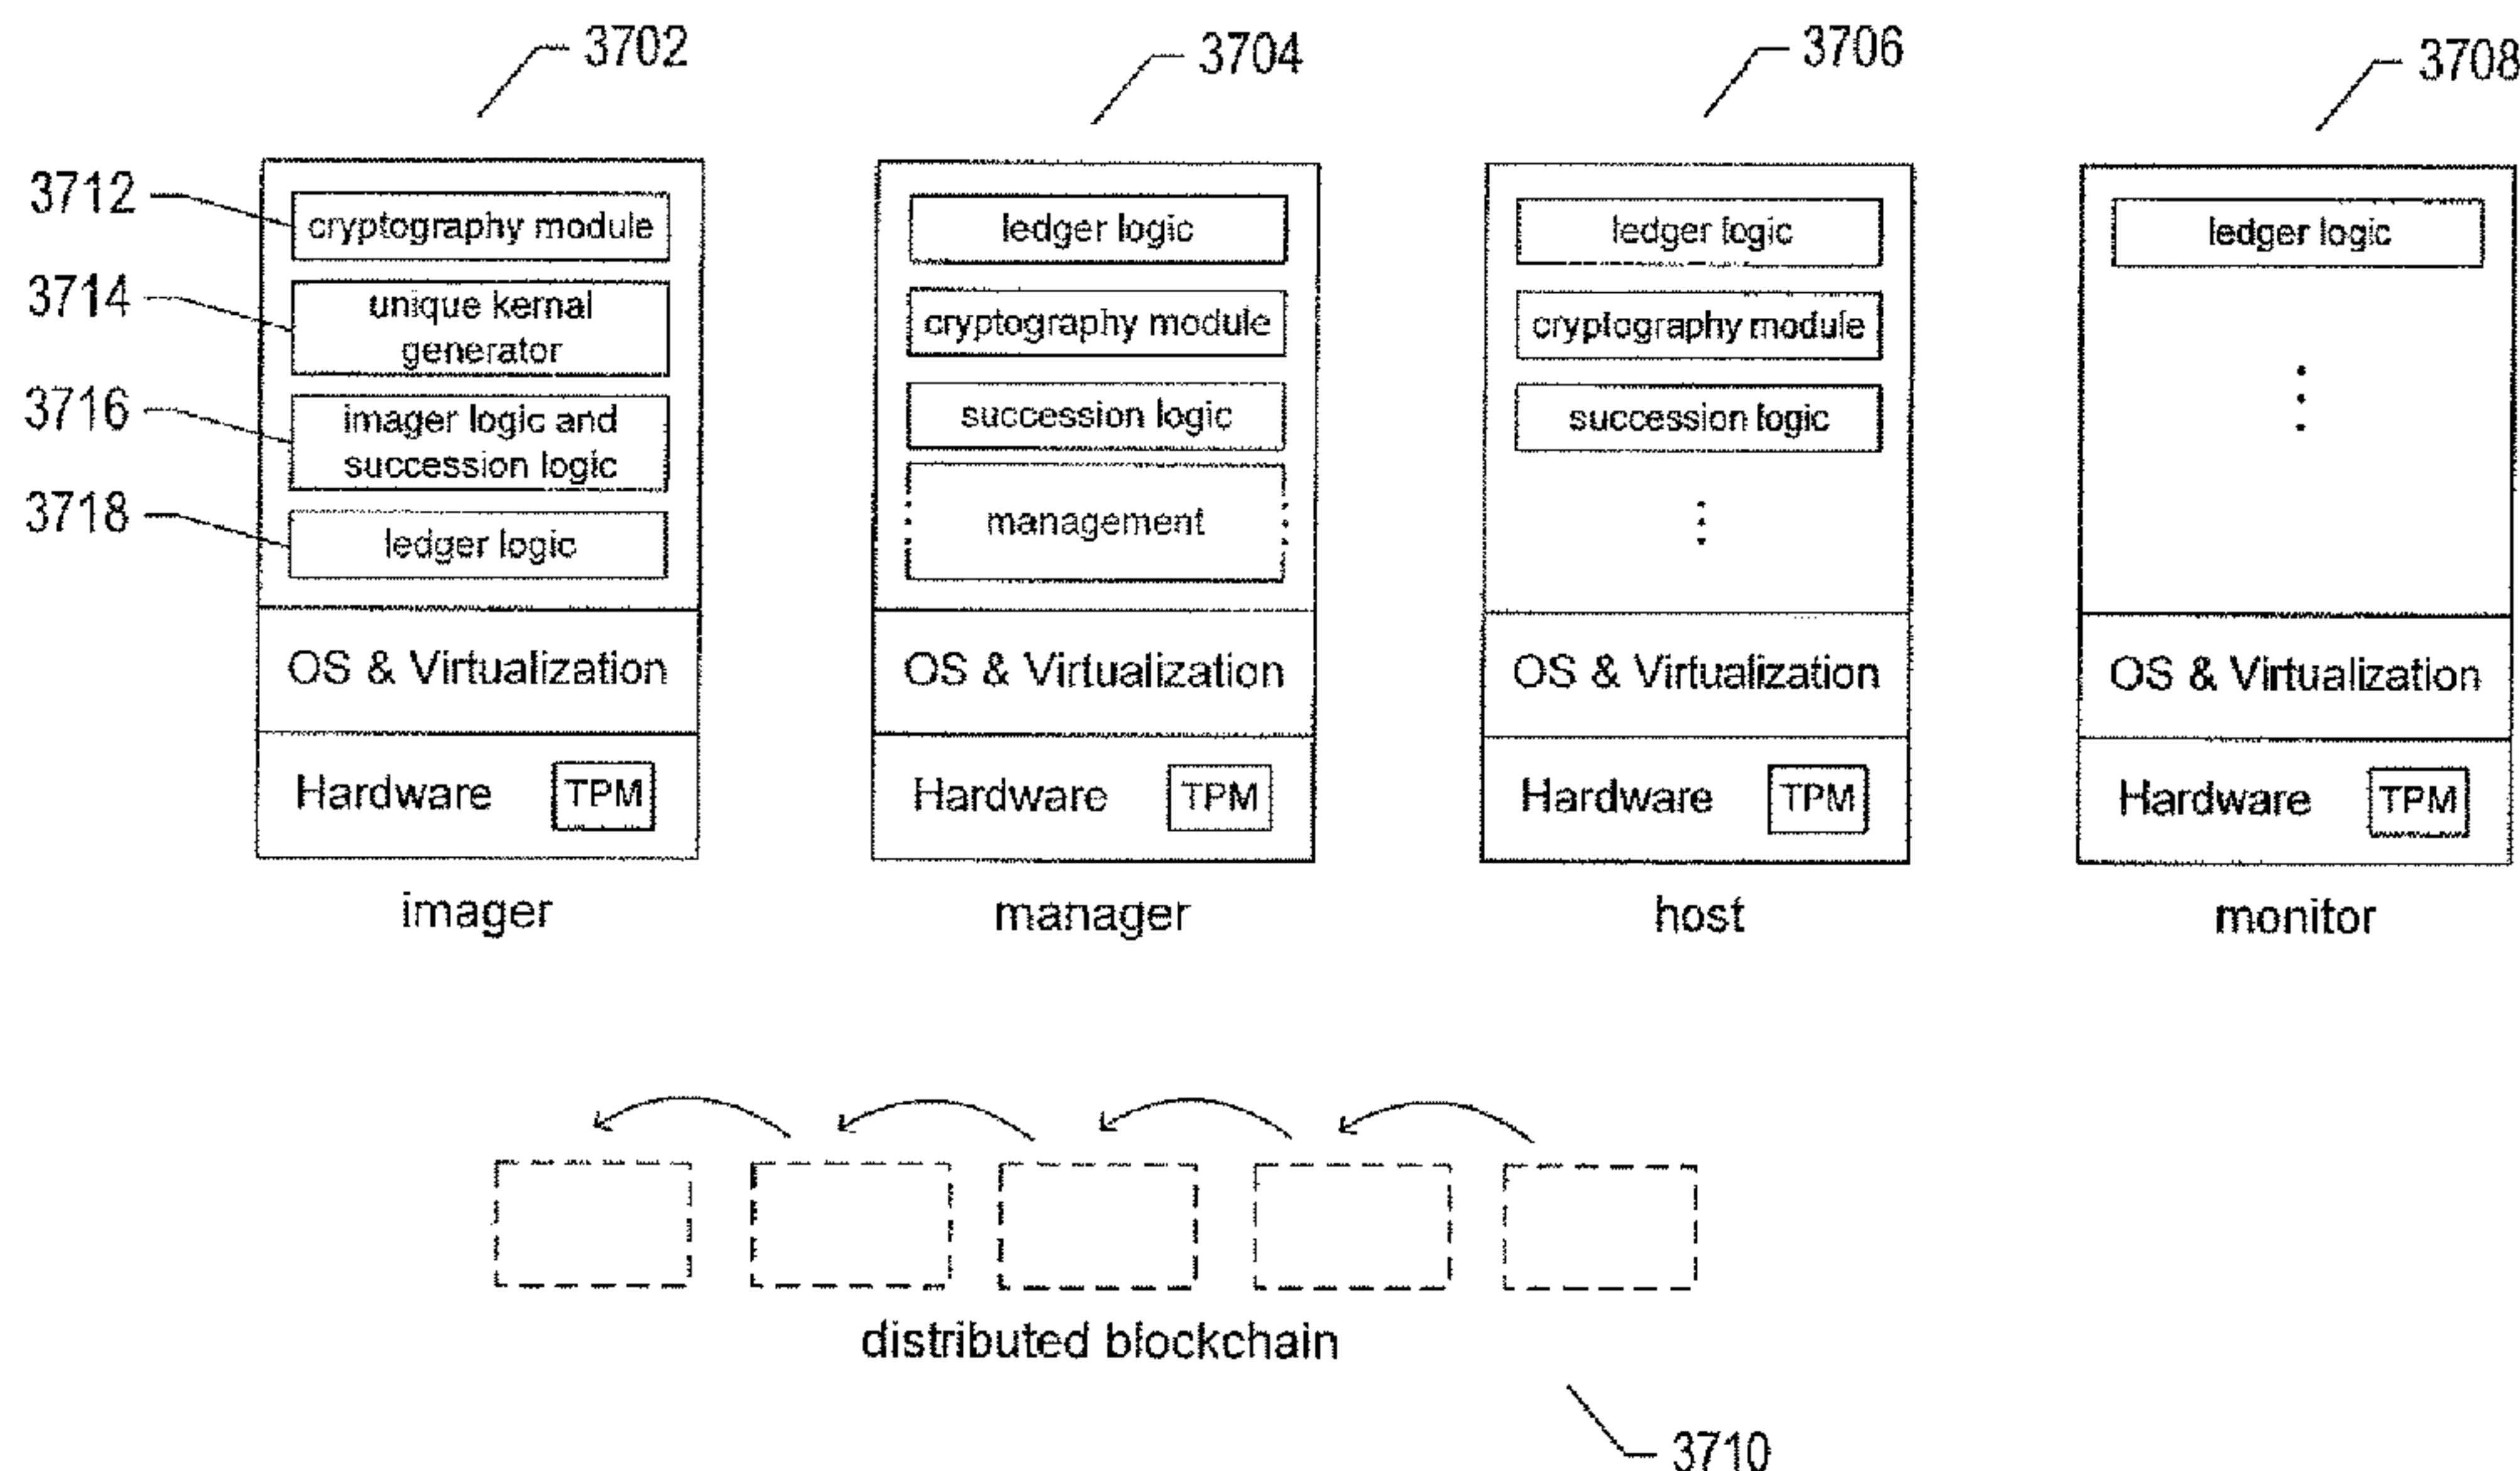 3702
3704
3706
3708
3712
cryptography module
3714
unique kernal
generator
3716
imager logic and
succession logic
3718
ledger logic
OS & Virtualization
Hardware
TPM
imager
ledger logic
cryptography module
succession logic
management
OS & Virtualization
Hardware
TPM
manager
ledger logic
cryptography module
succession logic
OS & Virtualization
Hardware
TPM
host
ledger logic
OS & Virtualization
Hardware
TPM
monitor
distributed blockchain
3710